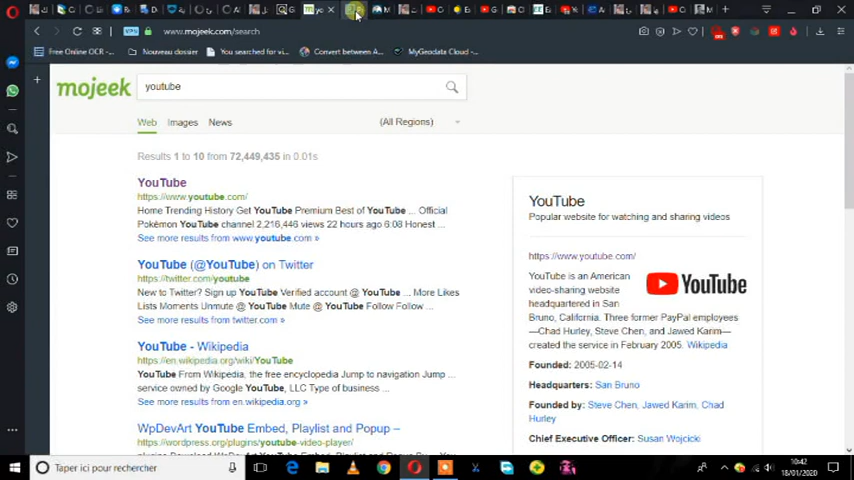 www.mojeek.com/search
Free Online OCR -... Nouveau dossier You searched for vi... Convert between A... MyGeodata Cloud -...
mojeek youtube
Web Images News (All Regions)
Results 1 to 10 from 72,449,435 in 0.01s
YouTube
https://www.youtube.com/
Home Trending History Get YouTube Premium Best of YouTube ... Official
Pokémon YouTube channel 2,216,446 views 22 hours ago 6:08 Honest ...
See more results from www.youtube.com »
YouTube (@YouTube) on Twitter
https://twitter.com/youtube
New to Twitter? Sign up YouTube Verified account @ YouTube ... More Likes
Lists Moments Unmute @ YouTube Mute @ YouTube Follow Follow ...
See more results from twitter.com »
YouTube - Wikipedia
https://en.wikipedia.org/wiki/YouTube
YouTube From Wikipedia, the free encyclopedia Jump to navigation Jump ...
service owned by Google YouTube, LLC Type of business ...
See more results from en.wikipedia.org »
WpDevArt YouTube Embed, Playlist and Popup –
https://wordpress.org/plugins/youtube-video-player/
YouTube
Popular website for watching and sharing videos
https://www.youtube.com/
YouTube is an American
video-sharing website
headquartered in San
Bruno, California. Three former PayPal employees
—Chad Hurley, Steve Chen, and Jawed Karim—
created the service in February 2005. Wikipedia
YouTube
Founded: 2005-02-14
Headquarters: San Bruno
Founded by: Steve Chen, Jawed Karim, Chad
Hurley
Chief Executive Officer: Susan Wojcicki
Taper ici pour rechercher
10:42
18/01/2020